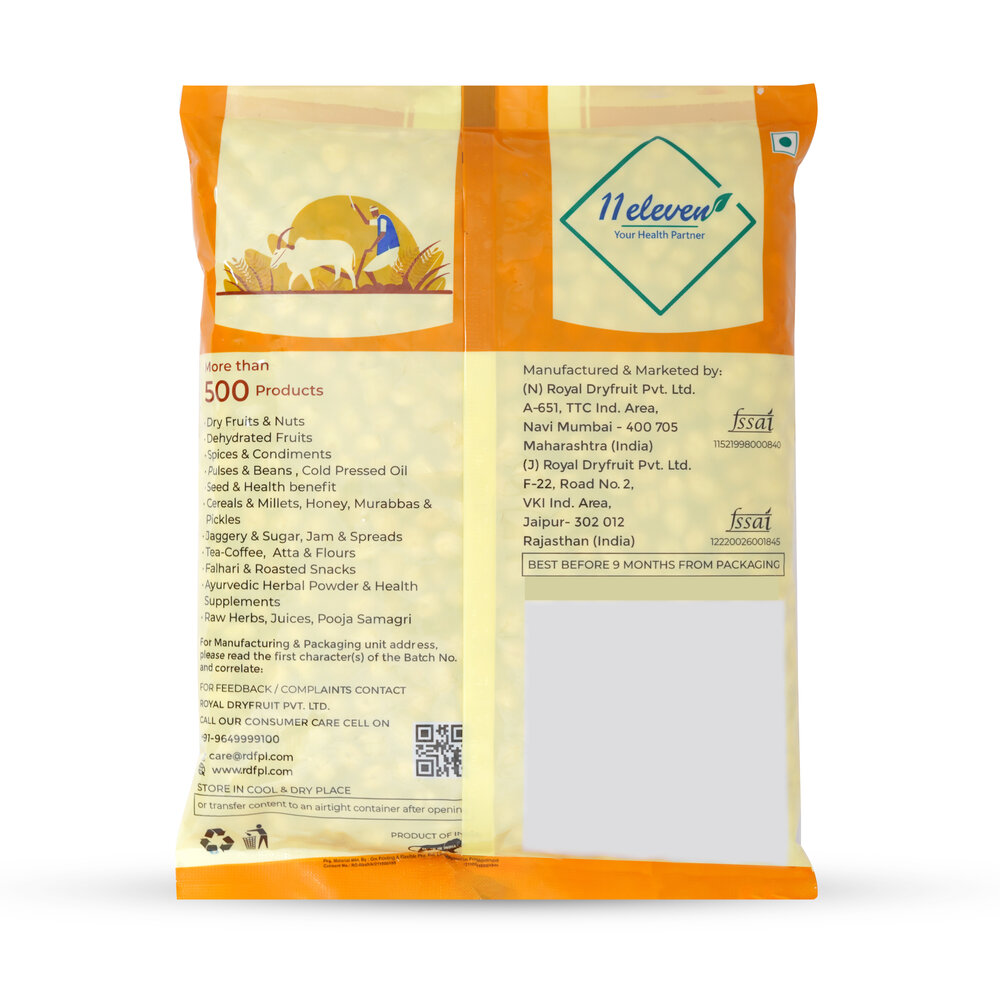 11 eleven
Your Health Partner
More than
500 Products
• Dry Fruits & Nuts
• Dehydrated Fruits
• Spices & Condiments
• Pulses & Beans , Cold Pressed Oil
Seed & Health benefit
• Cereals & Millets, Honey, Murabbas &
Pickles
• Jaggery & Sugar, Jam & Spreads
• Tea-Coffee, Atta & Flours
• Falhari & Roasted Snacks
• Ayurvedic Herbal Powder & Health
Supplements
• Raw Herbs, Juices, Pooja Samagri
For Manufacturing & Packaging unit address,
please read the first character(s) of the Batch No.
and correlate:
FOR FEEDBACK / COMPLAINTS CONTACT
ROYAL DRYFRUIT PVT. LTD.
CALL OUR CONSUMER CARE CELL ON
+91-9649999100
care@rdfpl.com
www.rdfpl.com
STORE IN COOL & DRY PLACE
or transfer content to an airtight container after openin
PRODUCT OF IN
Manufactured & Marketed by:
(N) Royal Dryfruit Pvt. Ltd.
A-651, TTC Ind. Area,
Navi Mumbai - 400 705
Maharashtra (India)
fssai
11521998000840
(J) Royal Dryfruit Pvt. Ltd.
F-22, Road No. 2,
VKI Ind. Area,
Jaipur- 302 012
Rajasthan (India)
fssai
12220026001845
BEST BEFORE 9 MONTHS FROM PACKAGING